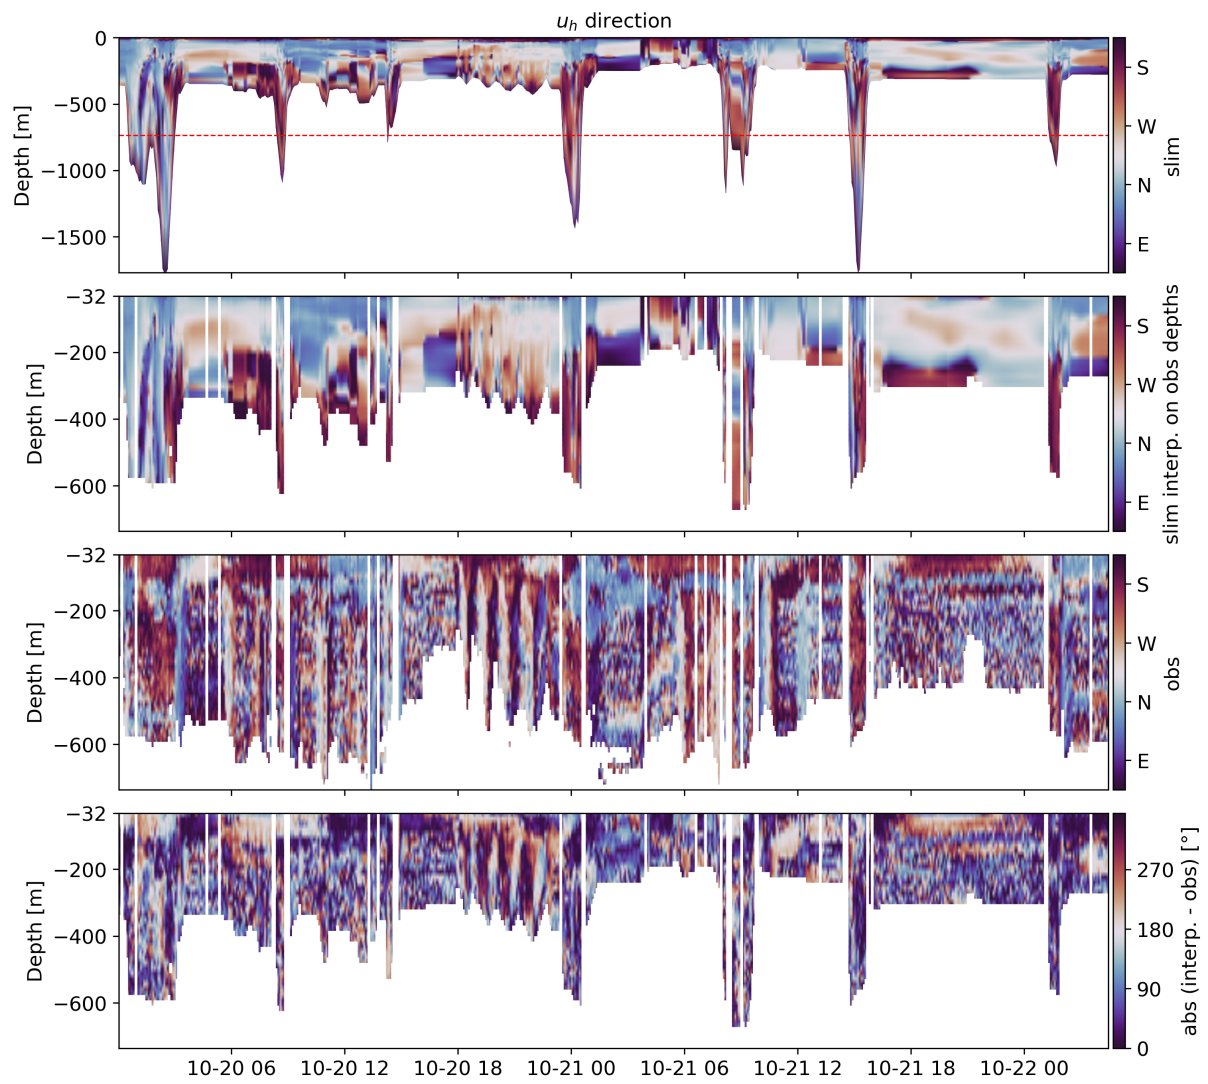 u_h direction
0
−500
−1000
−1500
Depth [m]
S
W
N
E
slim
−32
−200
−400
−600
Depth [m]
S
W
N
E
slim interp. on obs depths
−32
−200
−400
−600
Depth [m]
S
W
N
E
obs
−32
−200
−400
−600
Depth [m]
270
180
90
0
abs (interp. - obs) [°]
10-20 06 10-20 12 10-20 18 10-21 00 10-21 06 10-21 12 10-21 18 10-22 00